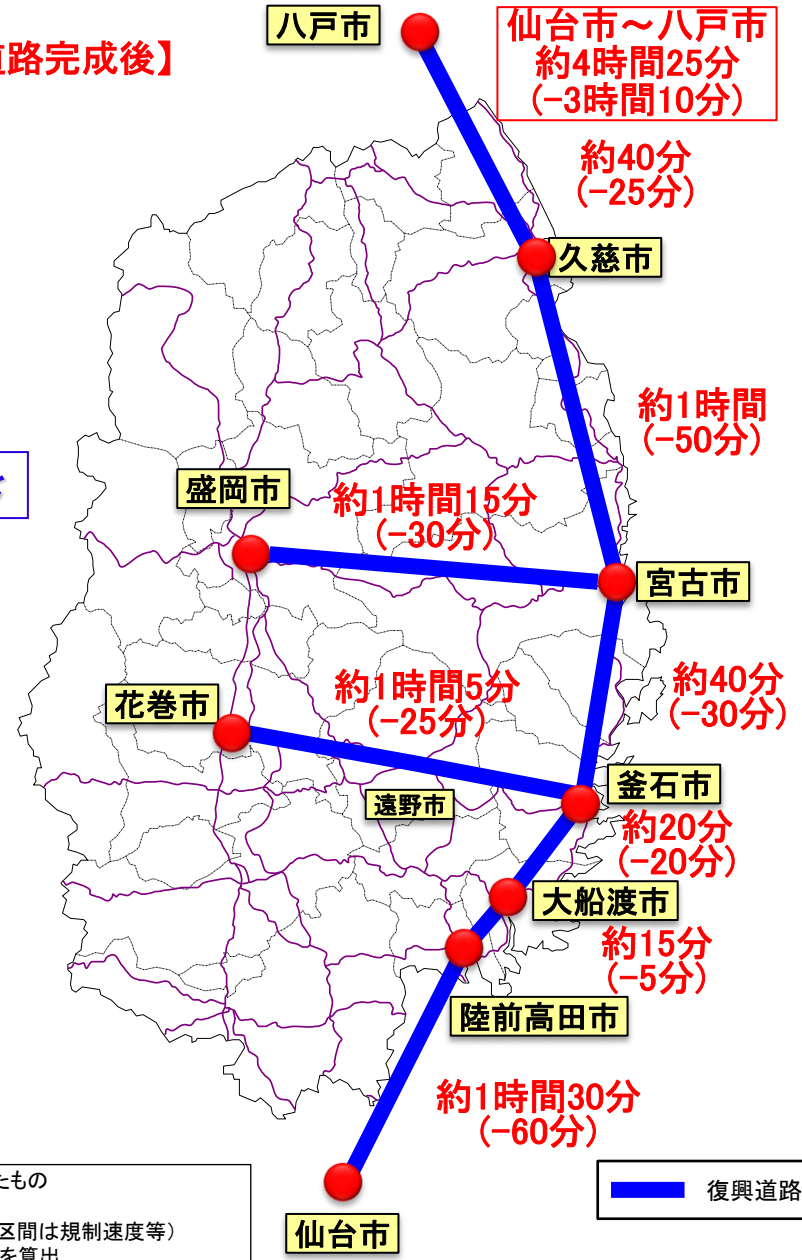 八戸市
路完成後】
仙台市～八戸市
約4時間25分
(-3時間10分)
約40分
(-25分)
久慈市
約1時間
(-50分)
盛岡市
約1時間15分
(-30分)
宮古市
約1時間5分
(-25分)
花巻市
約40分
(-30分)
遠野市
釜石市
約20分
(-20分)
大船渡市
約15分
(-5分)
陸前高田市
約1時間30分
(-60分)
仙台市
たもの
区間は規制速度等）
を算出
復興道路